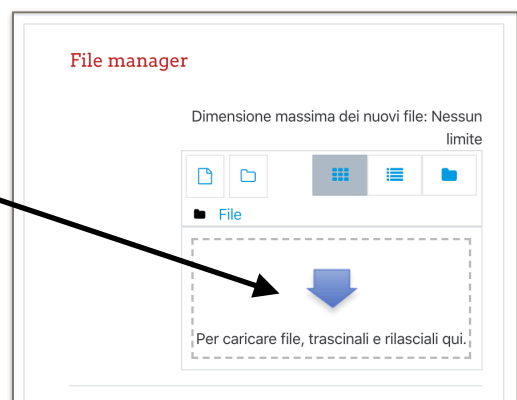 File manager
Dimensione massima dei nuovi file: Nessun
limite
File
Per caricare file, trascinali e rilasciali qui.